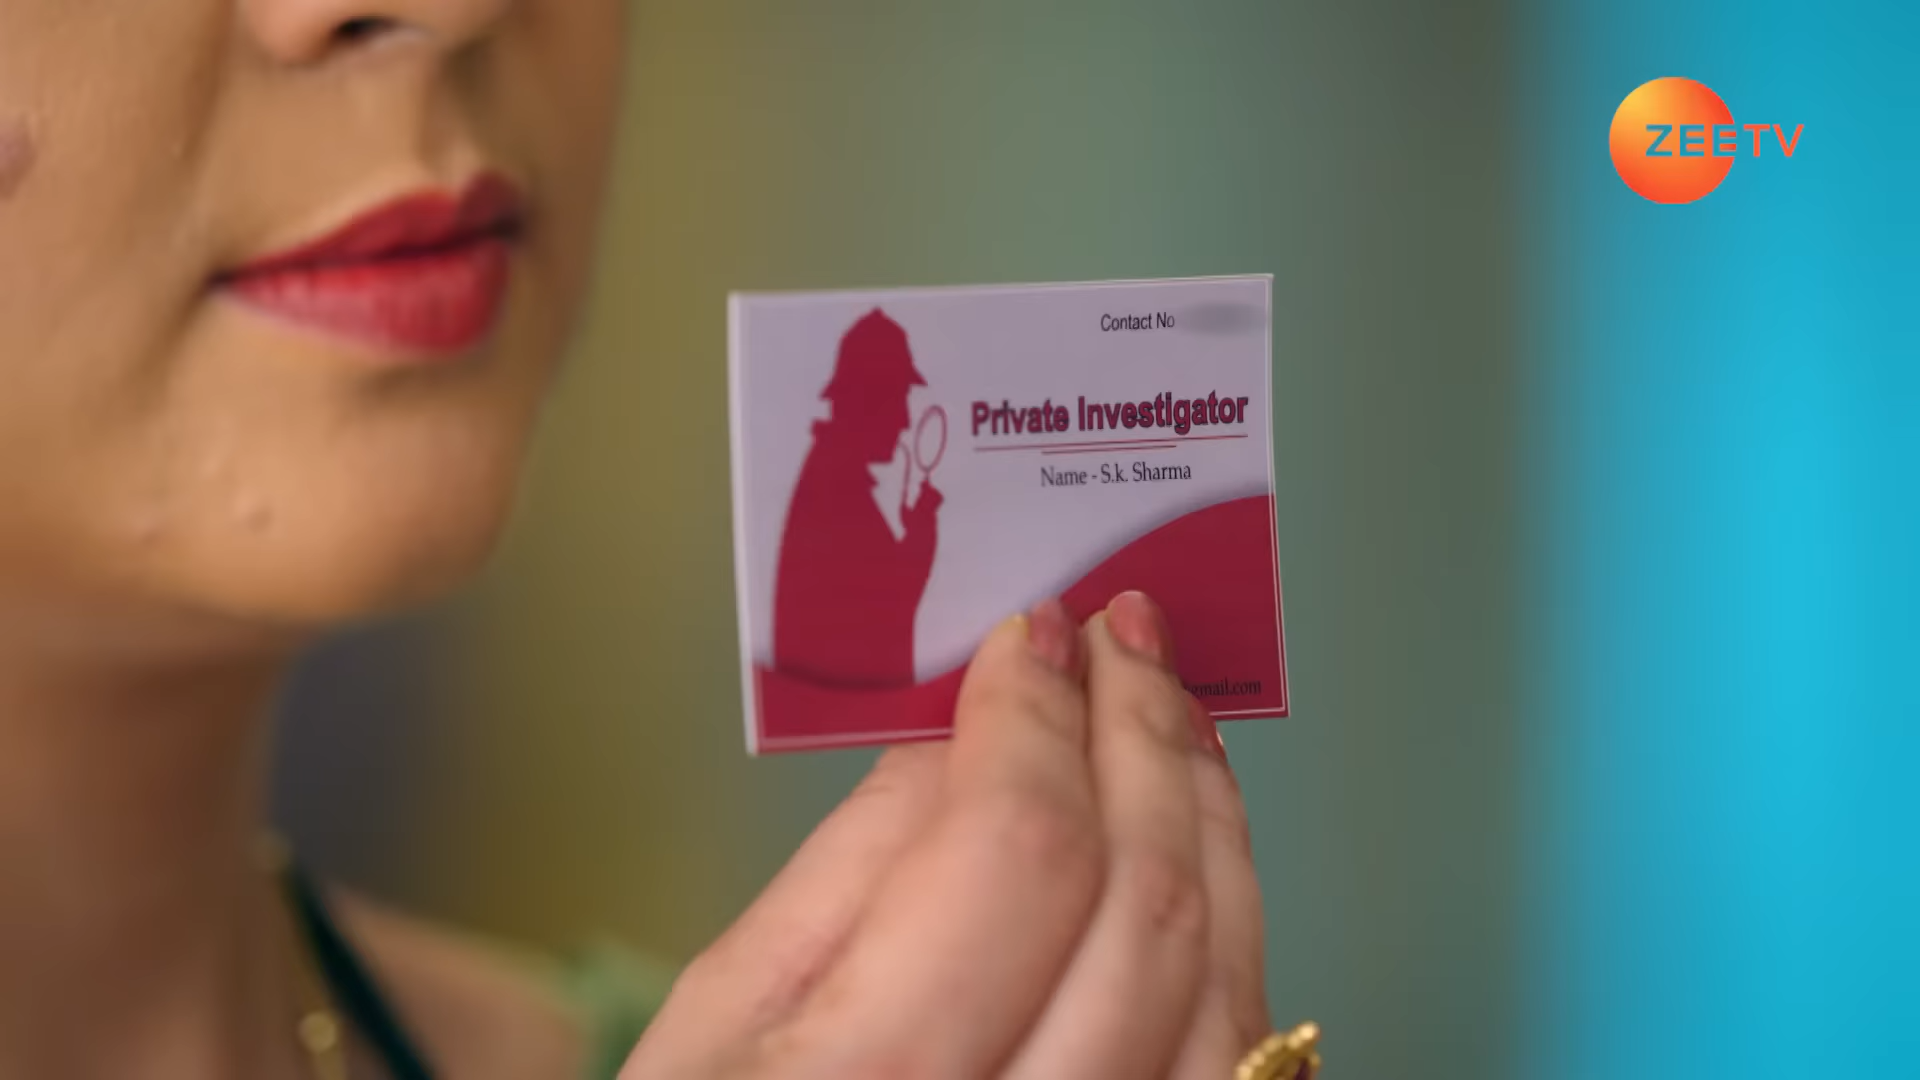 ZEETV
Contact No
Private Investigator
Name - S.k. Sharma
gmail.com